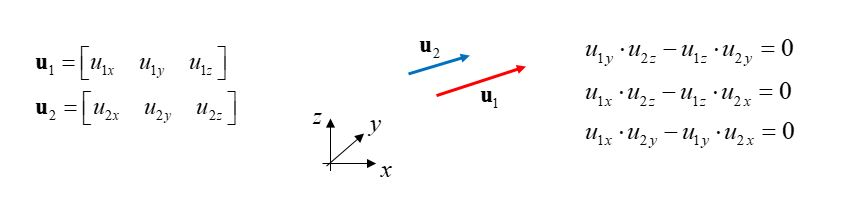 u₁ = [u₁ₓ u₁y u₁z]
u₂ = [u₂ₓ u₂y u₂z]
u₂
u₁
z
y
x
u₁y · u₂z − u₁z · u₂y = 0
u₁ₓ · u₂z − u₁z · u₂ₓ = 0
u₁ₓ · u₂y − u₁y · u₂ₓ = 0